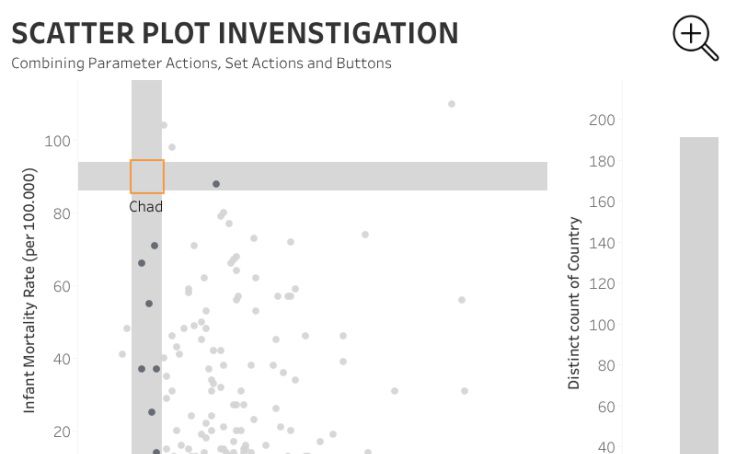 SCATTER PLOT INVENSTIGATION
Combining Parameter Actions, Set Actions and Buttons
Infant Mortality Rate (per 100.000)
100
80
60
40
20
Chad
Distinct count of Country
200
180
160
140
120
100
80
60
40